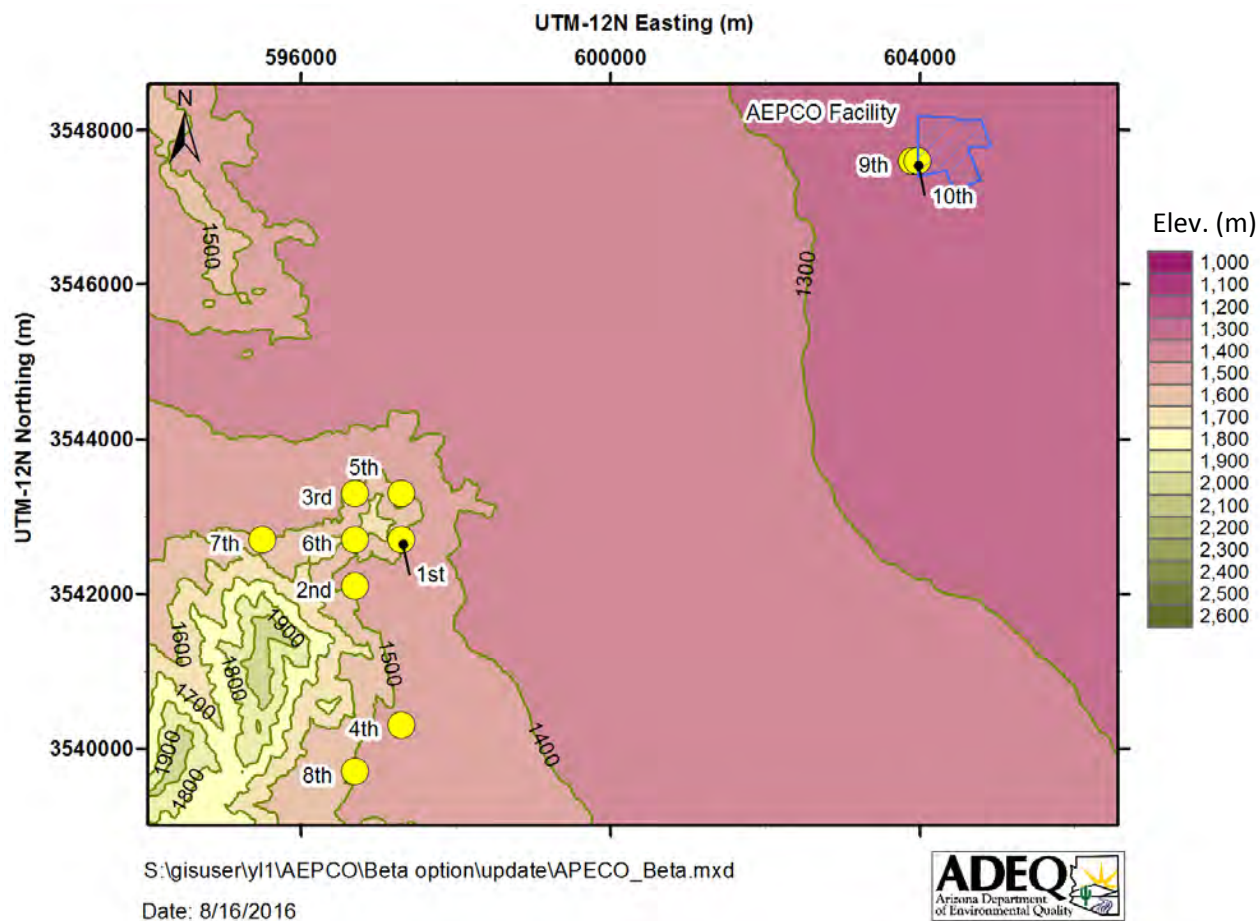 UTM-12N Easting (m)
596000 600000 604000
N
3548000
3546000
3544000
3542000
3540000
UTM-12N Northing (m)
AEPCO Facility
9th
10th
1500
1300
5th
3rd
7th
6th
1st
2nd
1900
1600
1800
1500
1700
4th
1400
1900
8th
1800
Elev. (m)
1,000
1,100
1,200
1,300
1,400
1,500
1,600
1,700
1,800
1,900
2,000
2,100
2,200
2,300
2,400
2,500
2,600
S:\gisuser\yl1\AEPCO\Beta option\update\APECO_Beta.mxd
Date: 8/16/2016
ADEQ
Arizona Department
of Environmental Quality